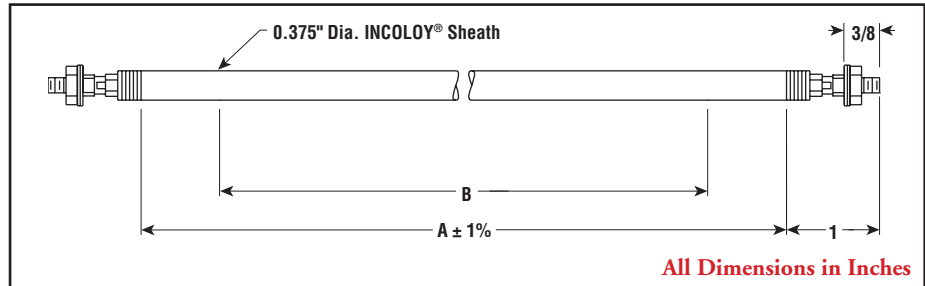 0.375" Dia. INCOLOY® Sheath
3/8
B
A ± 1%
1
All Dimensions in Inches